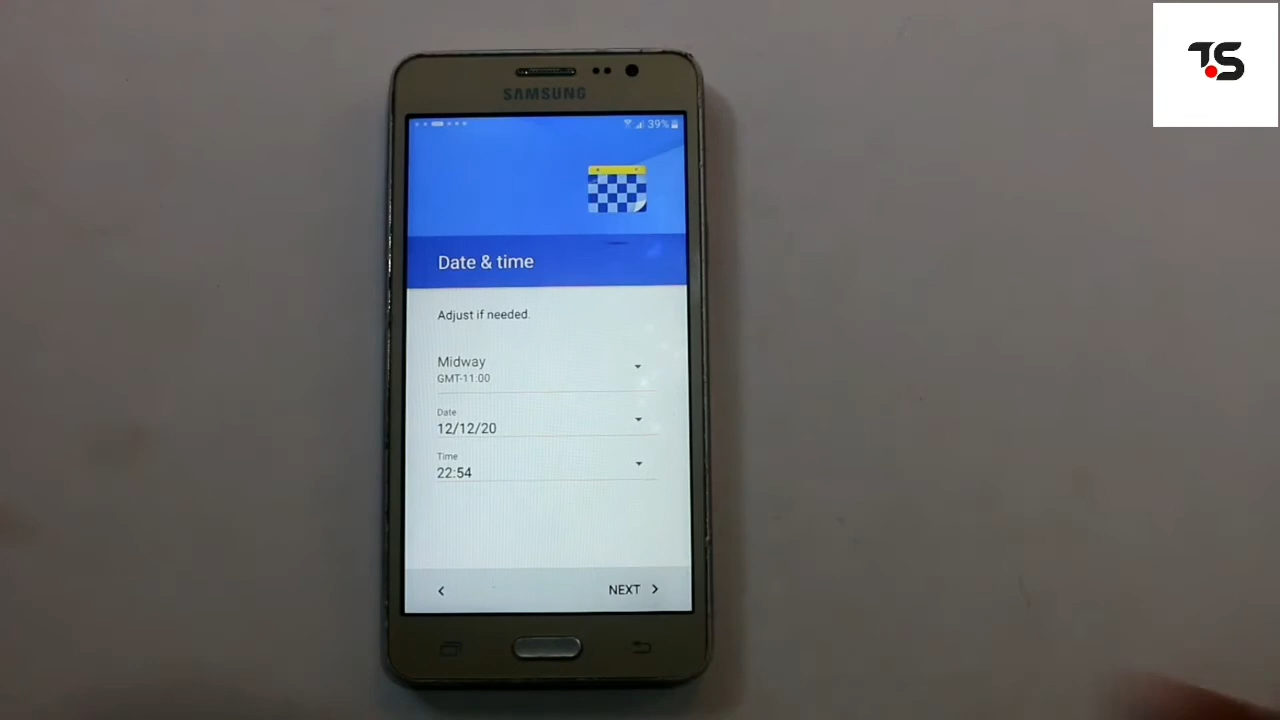 TS
SAMSUNG
39%
Date & time
Adjust if needed.
Midway
GMT-11:00
Date
12/12/20
Time
22:54
NEXT